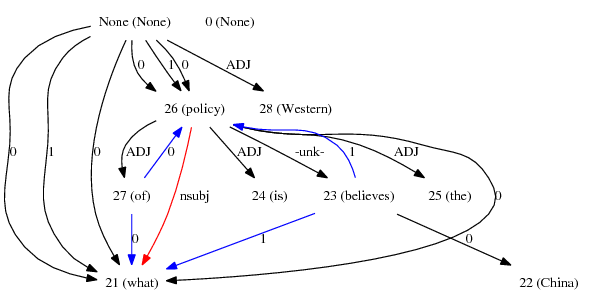 None (None) 0 (None)
0 1 0 ADJ
26 (policy) 28 (Western)
0 1 0 ADJ 0 ADJ -unk- 1 ADJ
27 (of) nsubj 24 (is) 23 (believes) 25 (the) 0
0 1 0
21 (what) 22 (China)